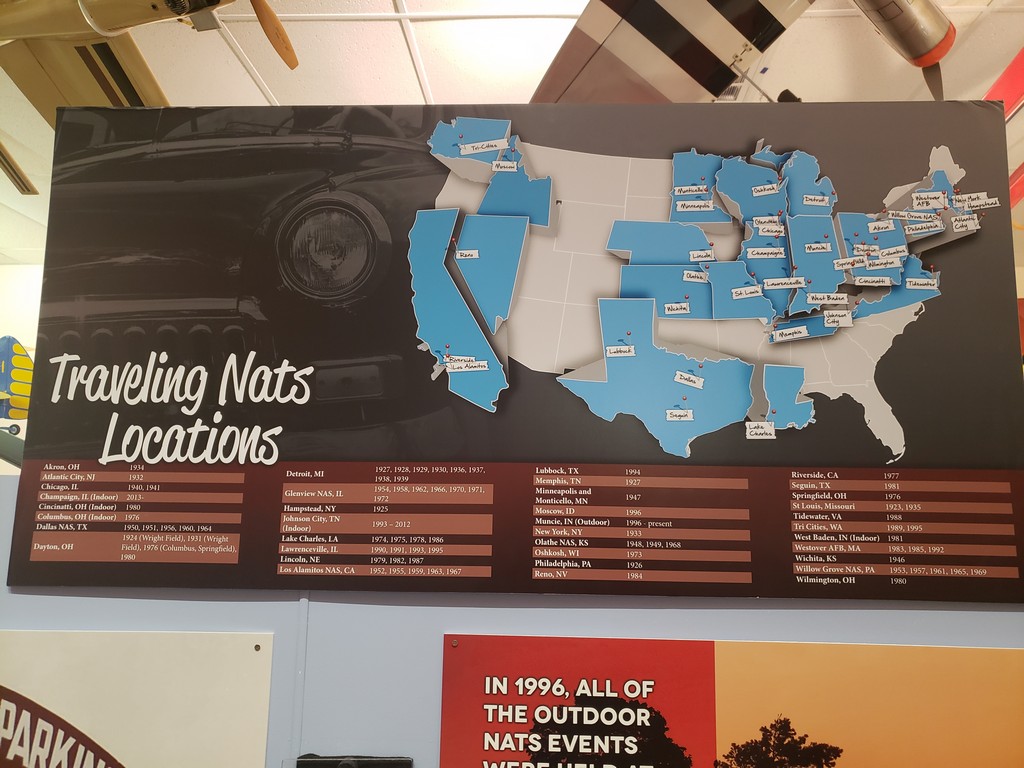 Traveling Nats
Locations
Tri-Cities
Moscow
Reno
Riverside
Los Alamitos
Monticello
Minneapolis
Oshkosh
Detroit
Glenview
Chicago
Champaign
Lincoln
Olathe
Wichita
St. Louis
Lawrenceville
Muncie
West Baden
Memphis
Johnson
City
Akron
Dayton
Columbus
Springfield
Wilmington
Cincinatti
Tidewater
Westover
AFB
New York
Hempstead
Willow Grove NAS
Philadelphia
Atlantic
City
Lubbock
Dallas
Seguin
Lake
Charles
Akron, OH 1934
Atlantic City, NJ 1932
Chicago, IL 1940, 1941
Champaign, IL (Indoor) 2013-
Cincinatti, OH (Indoor) 1980
Columbus, OH (Indoor) 1976
Dallas NAS, TX 1950, 1951, 1956, 1960, 1964
Dayton, OH 1924 (Wright Field), 1931 (Wright
Field), 1976 (Columbus, Springfield),
1980
Detroit, MI 1927, 1928, 1929, 1930, 1936, 1937,
1938, 1939
Glenview NAS, IL 1954, 1958, 1962, 1966, 1970, 1971,
1972
Hampstead, NY 1925
Johnson City, TN
(Indoor) 1993 – 2012
Lake Charles, LA 1974, 1975, 1978, 1986
Lawrenceville, IL 1990, 1991, 1993, 1995
Lincoln, NE 1979, 1982, 1987
Los Alamitos NAS, CA 1952, 1955, 1959, 1963, 1967
Lubbock, TX 1994
Memphis, TN 1927
Minneapolis and
Monticello, MN 1947
Moscow, ID 1996
Muncie, IN (Outdoor) 1996 - present
New York, NY 1933
Olathe NAS, KS 1948, 1949, 1968
Oshkosh, WI 1973
Philadelphia, PA 1926
Reno, NV 1984
Riverside, CA 1977
Seguin, TX 1981
Springfield, OH 1976
St Louis, Missouri 1923, 1935
Tidewater, VA 1988
Tri Cities, WA 1989, 1995
West Baden, IN (Indoor) 1981
Westover AFB, MA 1983, 1985, 1992
Wichita, KS 1946
Willow Grove NAS, PA 1953, 1957, 1961, 1965, 1969
Wilmington, OH 1980
PARKIN
IN 1996, ALL OF
THE OUTDOOR
NATS EVENTS
WERE HELD AT